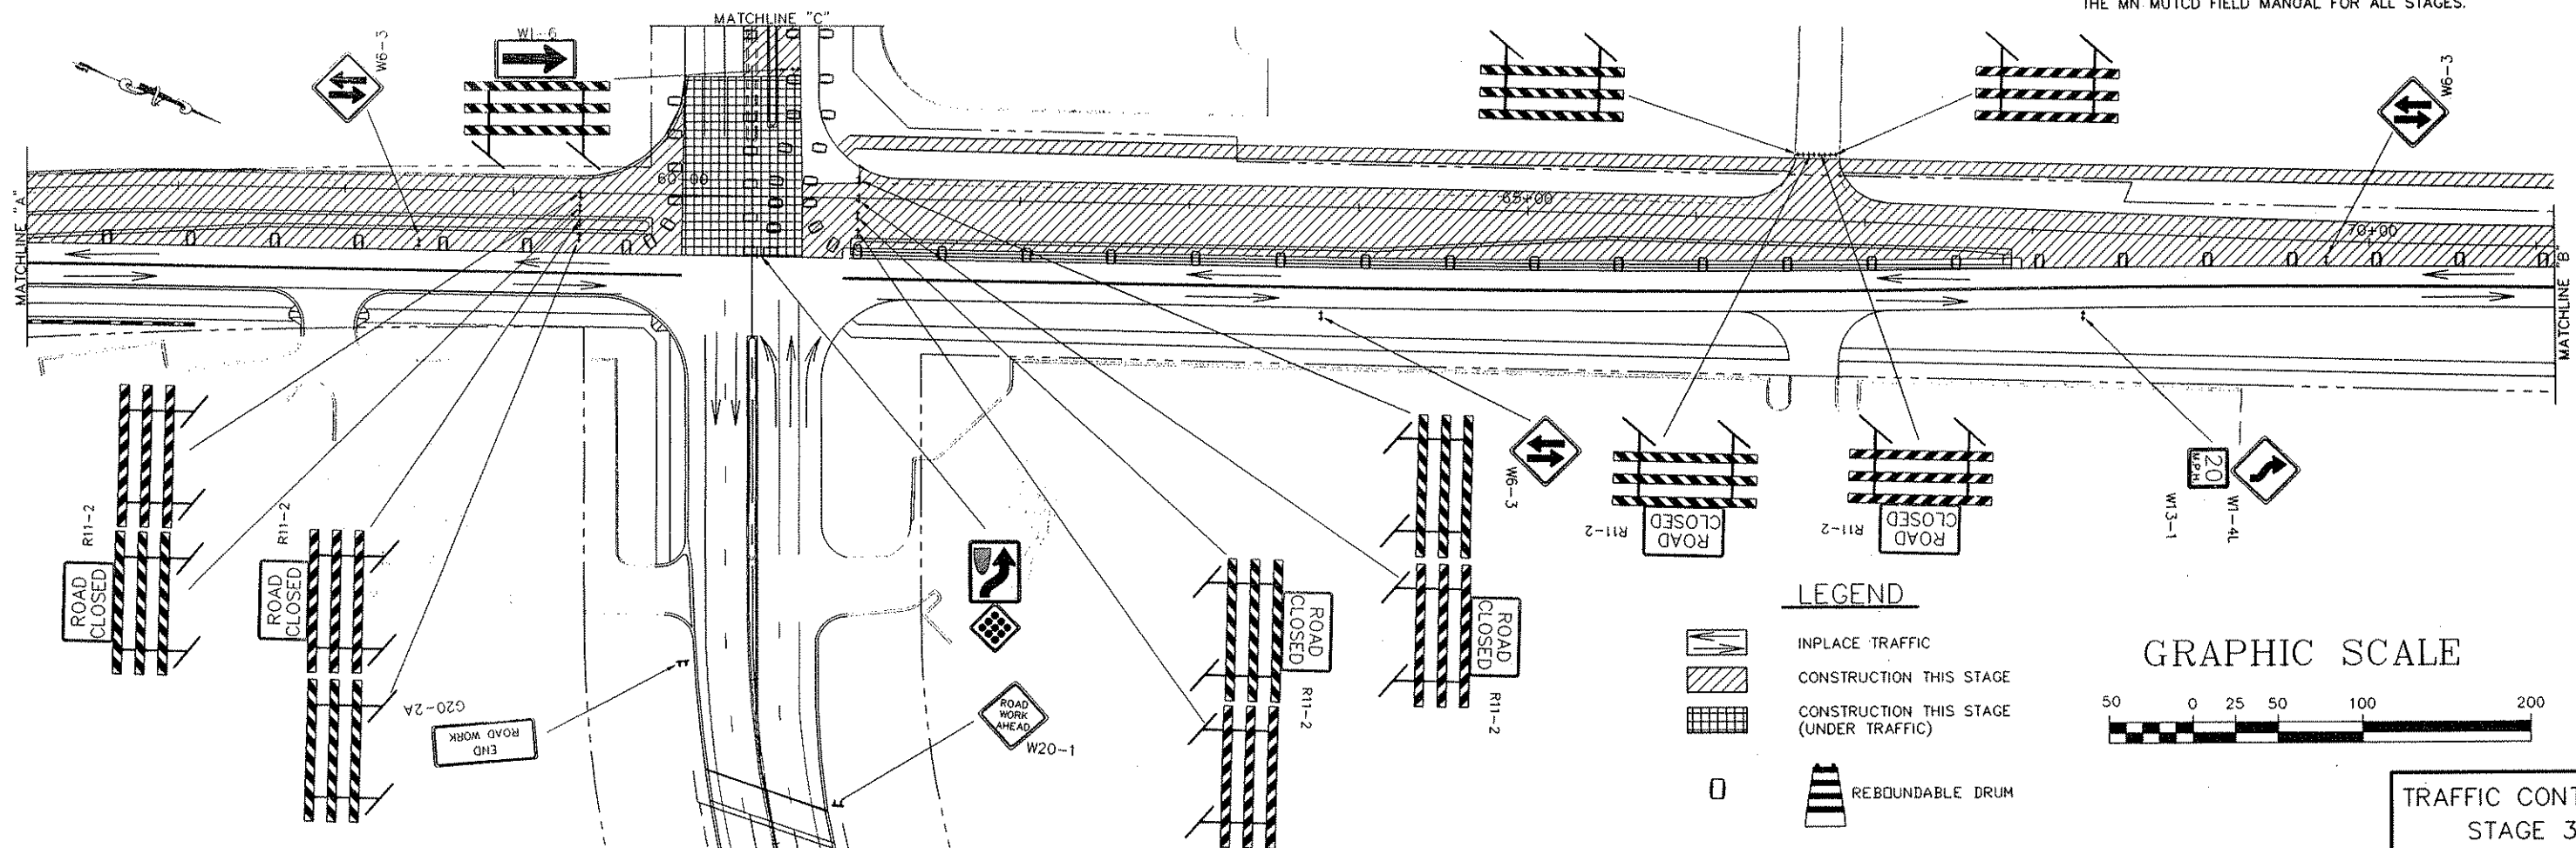 THE MN MUTCD FIELD MANUAL FOR ALL STAGES.
MATCHLINE "C"
W6-3
W1-6
W6-3
MATCHLINE "A"
60+00
65+00
70+00
MATCHLINE "B"
R11-2
ROAD
CLOSED
R11-2
ROAD
CLOSED
G20-2A
END
ROAD WORK
ROAD
WORK
AHEAD
W20-1
ROAD
CLOSED
R11-2
ROAD
CLOSED
R11-2
W6-3
R11-2
ROAD
CLOSED
R11-2
ROAD
CLOSED
20
M.P.H.
W13-1
W1-4L
LEGEND
INPLACE TRAFFIC
CONSTRUCTION THIS STAGE
CONSTRUCTION THIS STAGE
(UNDER TRAFFIC)
REBOUNDABLE DRUM
GRAPHIC SCALE
50 0 25 50 100 200
TRAFFIC CONT
STAGE 3